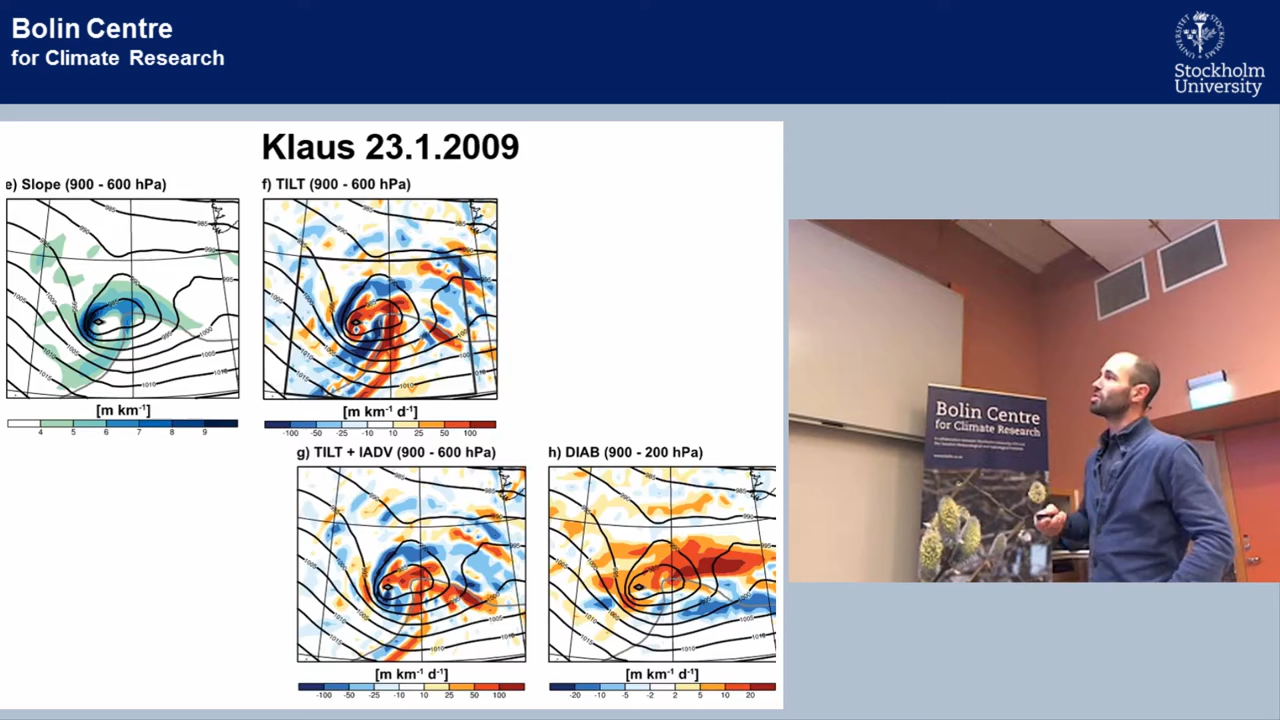 Bolin Centre
for Climate Research
STOCKHOLMS
UNIVERSITET
Stockholm
University
Klaus 23.1.2009
e) Slope (900 - 600 hPa)
f) TILT (900 - 600 hPa)
[m km⁻¹]
4 5 6 7 8 9
[m km⁻¹ d⁻¹]
-100 -50 -25 -10 10 25 50 100
g) TILT + IADV (900 - 600 hPa)
h) DIAB (900 - 200 hPa)
[m km⁻¹ d⁻¹]
-100 -50 -25 -10 10 25 50 100
[m km⁻¹ d⁻¹]
-20 -10 -5 -2 2 5 10 20
Bolin Centre
for Climate Research